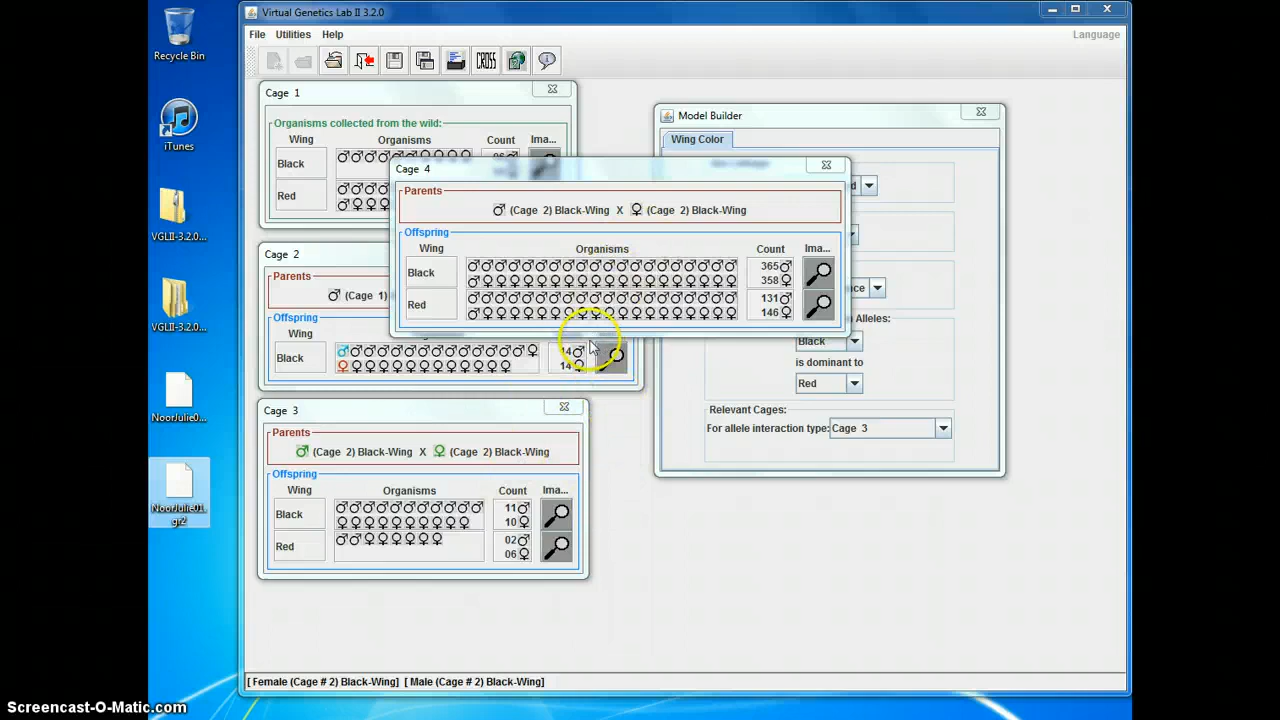 Recycle Bin
iTunes
VGLII-3.2.0...
VGLII-3.2.0...
NoorJulie0...
NoorJulie01.
gr2
Virtual Genetics Lab II 3.2.0
File Utilities Help Language
CROSS
Cage 1
Organisms collected from the wild:
Wing Organisms Count Ima...
Black
Red
Cage 4
Parents
♂ (Cage 2) Black-Wing X ♀ (Cage 2) Black-Wing
Offspring
Wing Organisms Count Ima...
Black 365♂
358♀
Red 131♂
146♀
Cage 2
Parents
♂ (Cage 1)
Offspring
Wing
Black 14♂
14♀
Cage 3
Parents
♂ (Cage 2) Black-Wing X ♀ (Cage 2) Black-Wing
Offspring
Wing Organisms Count Ima...
Black 11♂
10♀
Red 02♂
06♀
Model Builder
Wing Color
Alleles:
Black
is dominant to
Red
Relevant Cages:
For allele interaction type: Cage 3
[ Female (Cage # 2) Black-Wing] [ Male (Cage # 2) Black-Wing]
Screencast-O-Matic.com